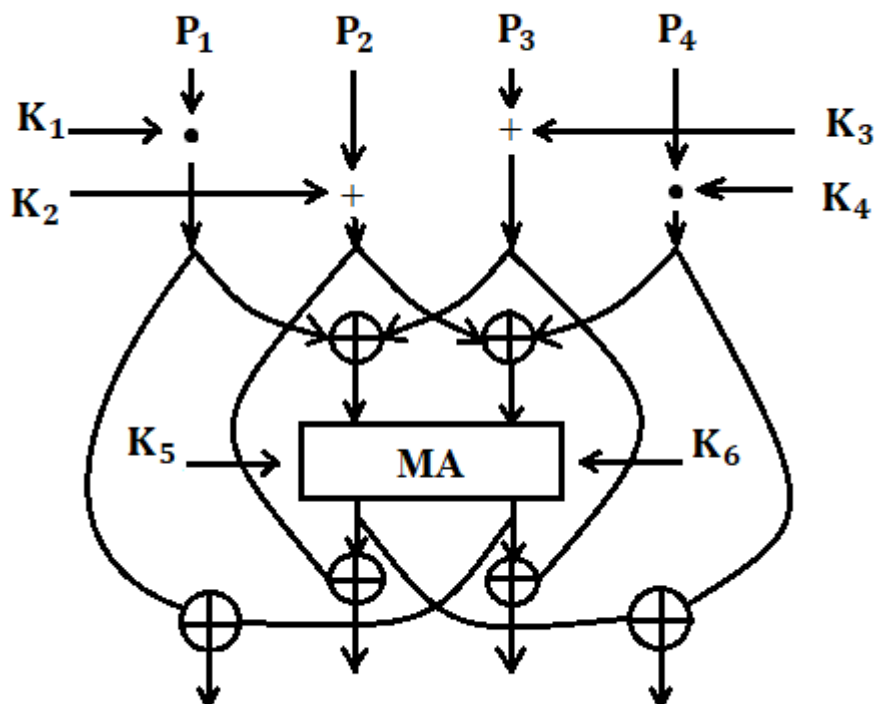 P₁ P₂ P₃ P₄
K₁ • + K₃
K₂ + • K₄
K₅ MA K₆